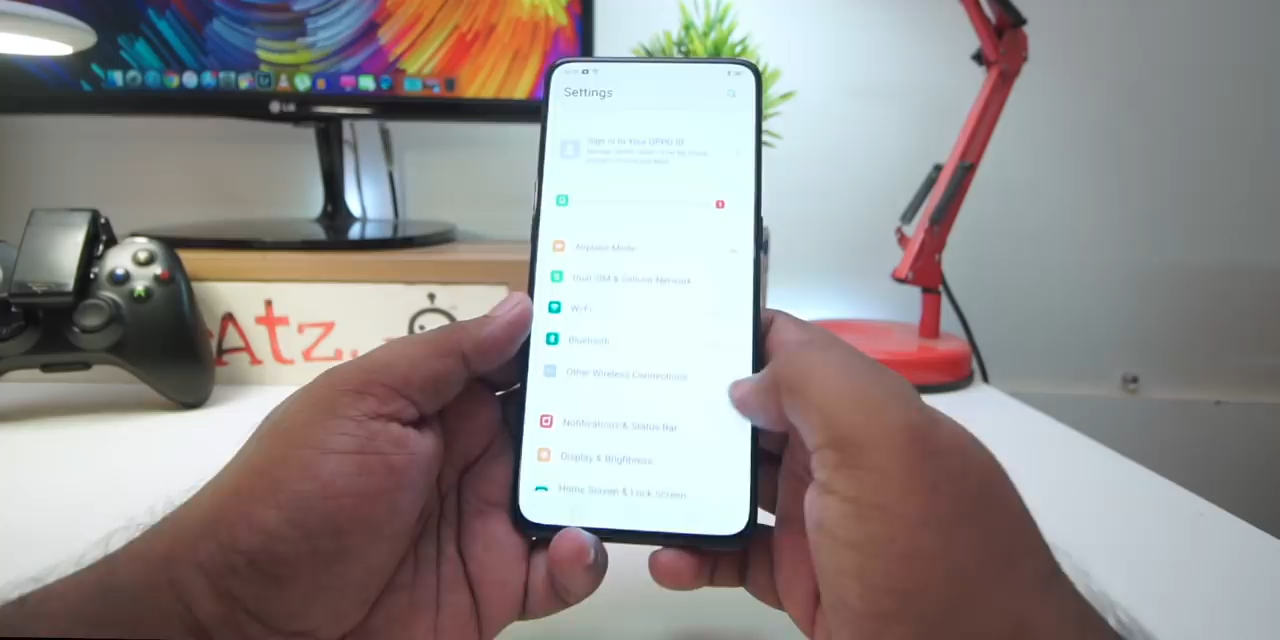 LG
Settings
Sign in to Your OPPO ID
Airplane Mode
Dual SIM & Cellular Network
Wi-Fi
Bluetooth
Other Wireless Connections
Notifications & Status Bar
Display & Brightness
Home Screen & Lock Screen
Atz.